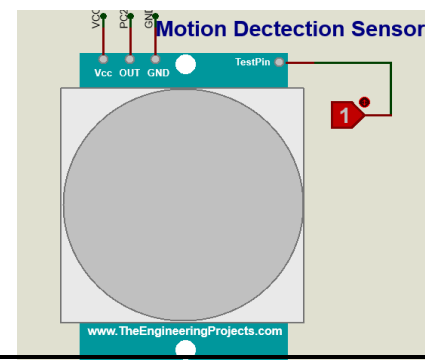 VCC
PC2
GND
Motion Dectection Sensor
TestPin
Vcc OUT GND
1
www.TheEngineeringProjects.com